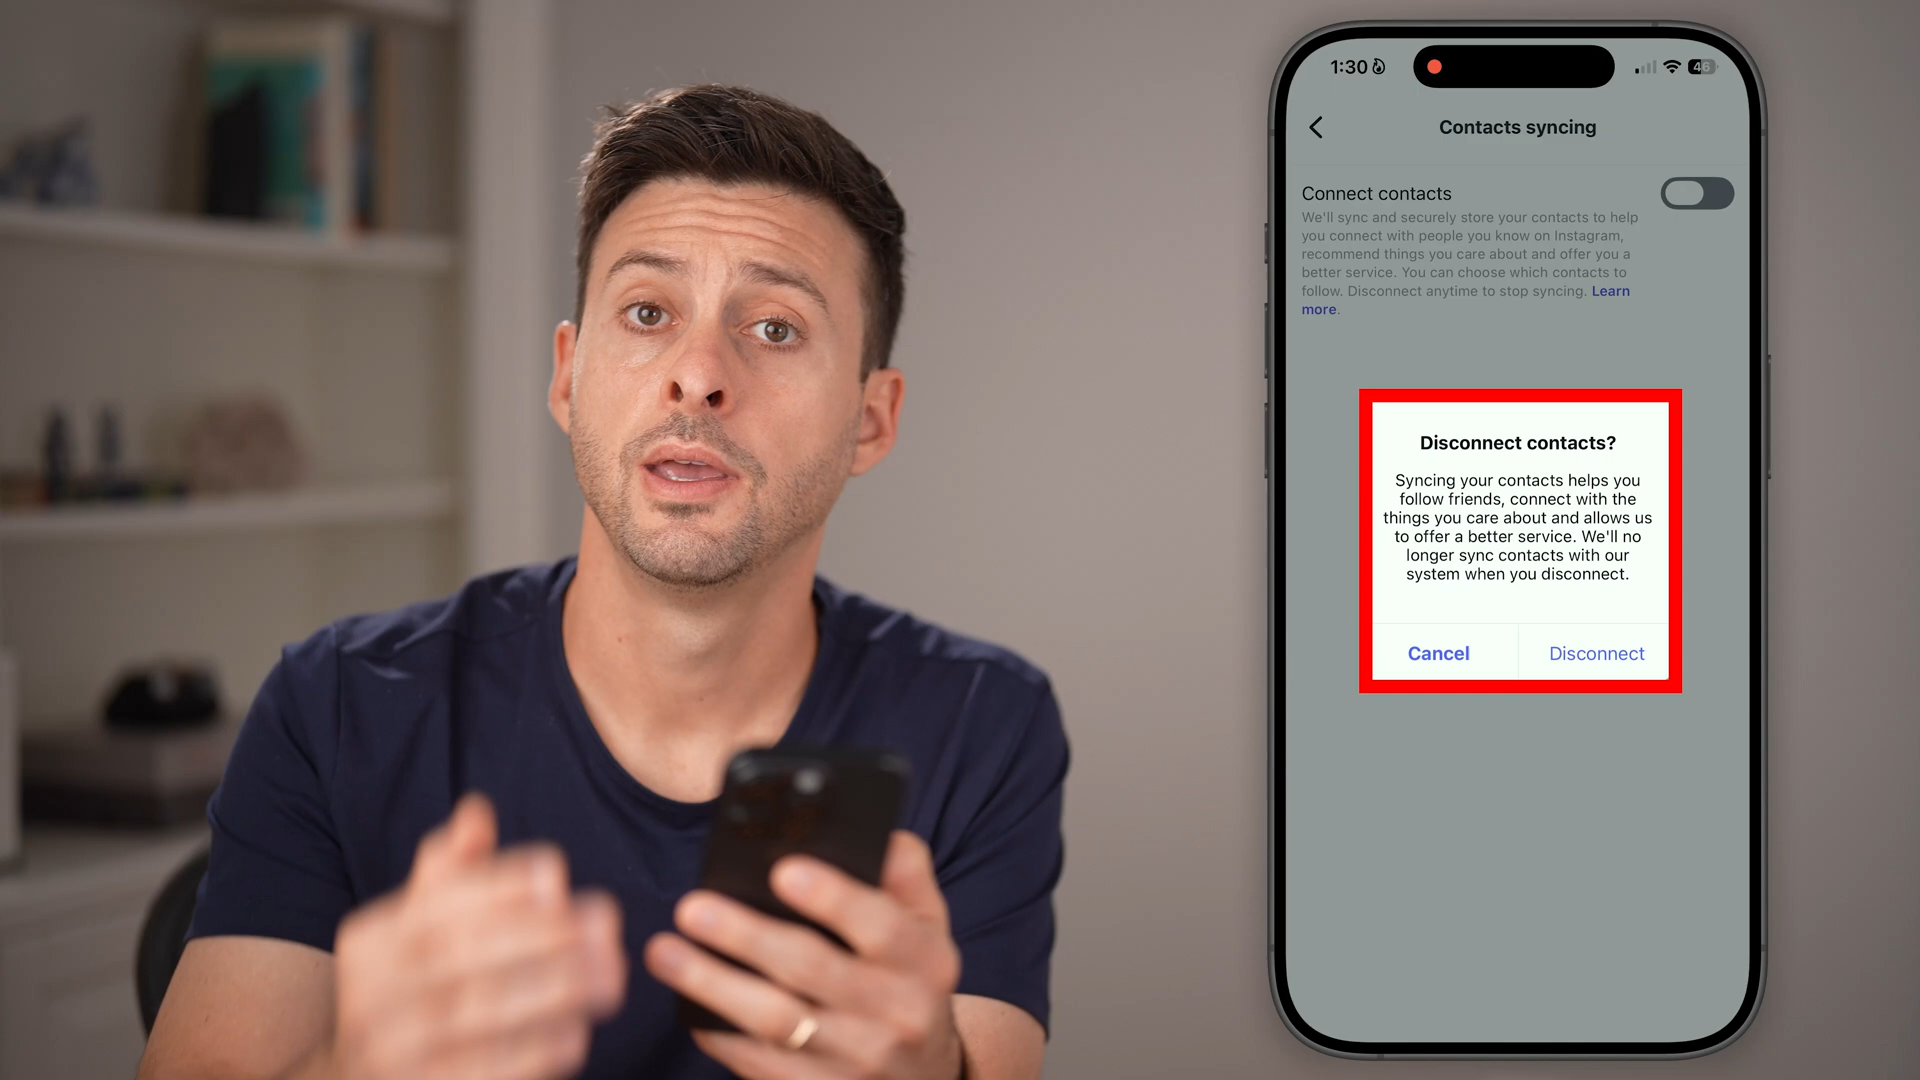 1:30
46
Contacts syncing
Connect contacts
We'll sync and securely store your contacts to help
you connect with people you know on Instagram,
recommend things you care about and offer you a
better service. You can choose which contacts to
follow. Disconnect anytime to stop syncing. Learn
more.
Disconnect contacts?
Syncing your contacts helps you
follow friends, connect with the
things you care about and allows us
to offer a better service. We'll no
longer sync contacts with our
system when you disconnect.
Cancel
Disconnect